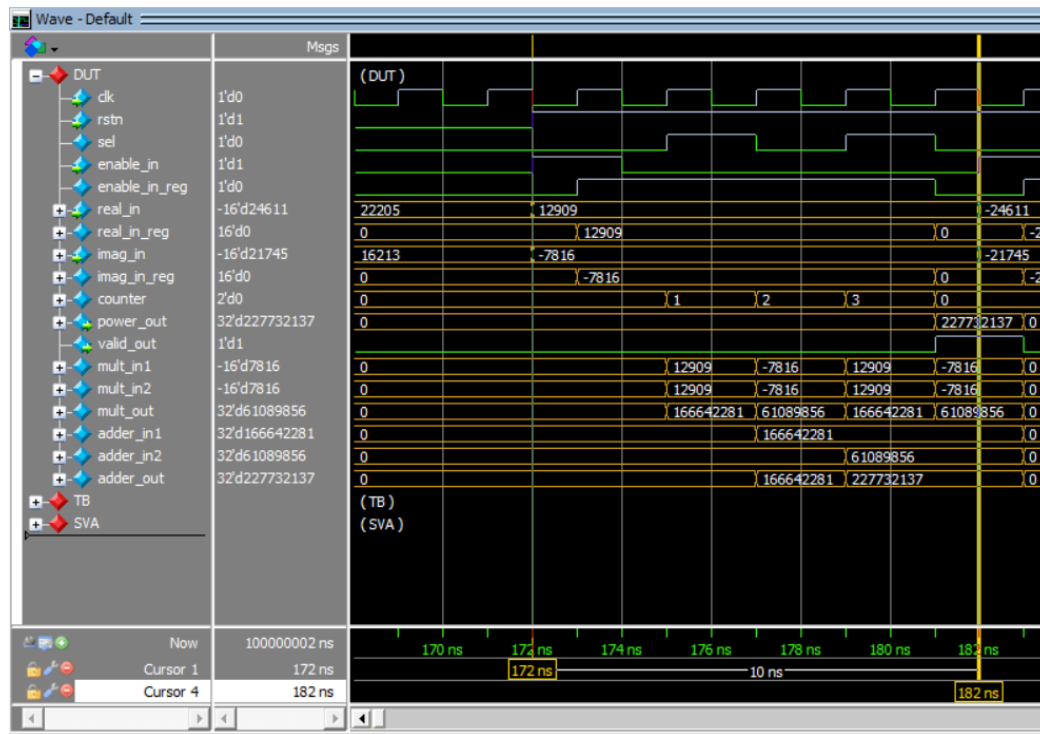 Wave - Default
Msgs
DUT (DUT)
clk 1'd0
rstn 1'd1
sel 1'd0
enable_in 1'd1
enable_in_reg 1'd0
real_in -16'd24611 22205 12909 -24611
real_in_reg 16'd0 0 12909 0 -2
imag_in -16'd21745 16213 -7816 -21745
imag_in_reg 16'd0 0 -7816 0 -2
counter 2'd0 0 1 2 3 0
power_out 32'd227732137 0 227732137 0
valid_out 1'd1
mult_in1 -16'd7816 0 12909 -7816 12909 -7816 0
mult_in2 -16'd7816 0 12909 -7816 12909 -7816 0
mult_out 32'd61089856 0 166642281 61089856 166642281 61089856 0
adder_in1 32'd166642281 0 166642281 0
adder_in2 32'd61089856 0 61089856 0
adder_out 32'd227732137 0 166642281 227732137 0
TB (TB)
SVA (SVA)
Now 100000002 ns 170 ns 172 ns 174 ns 176 ns 178 ns 180 ns 182 ns
Cursor 1 172 ns 172 ns 10 ns
Cursor 4 182 ns 182 ns